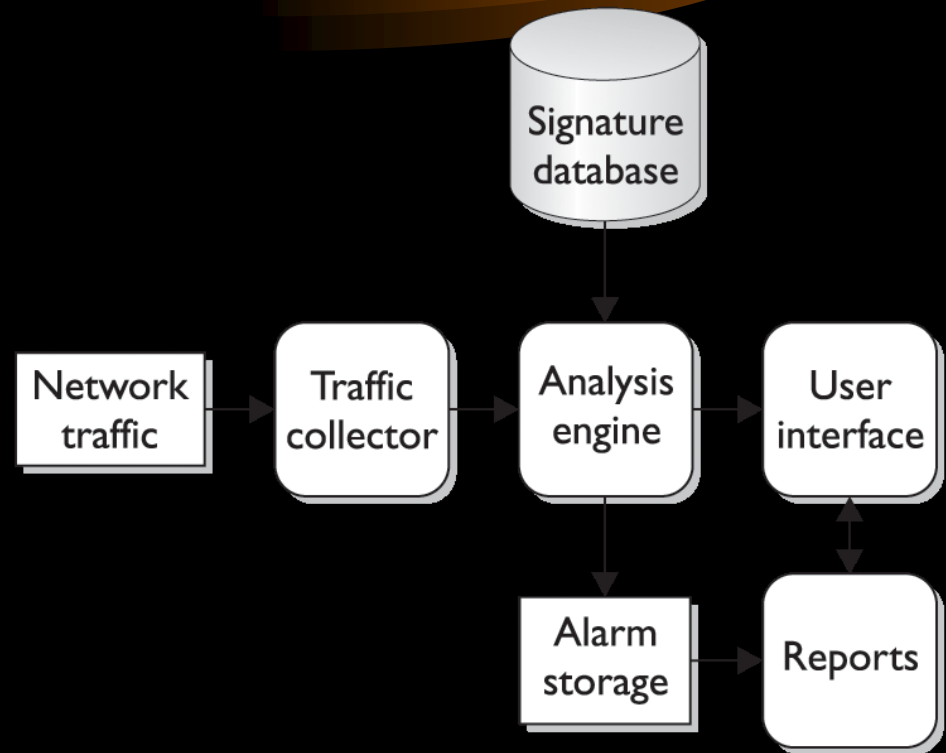 Signature
database
Network
traffic
Traffic
collector
Analysis
engine
User
interface
Alarm
storage
Reports